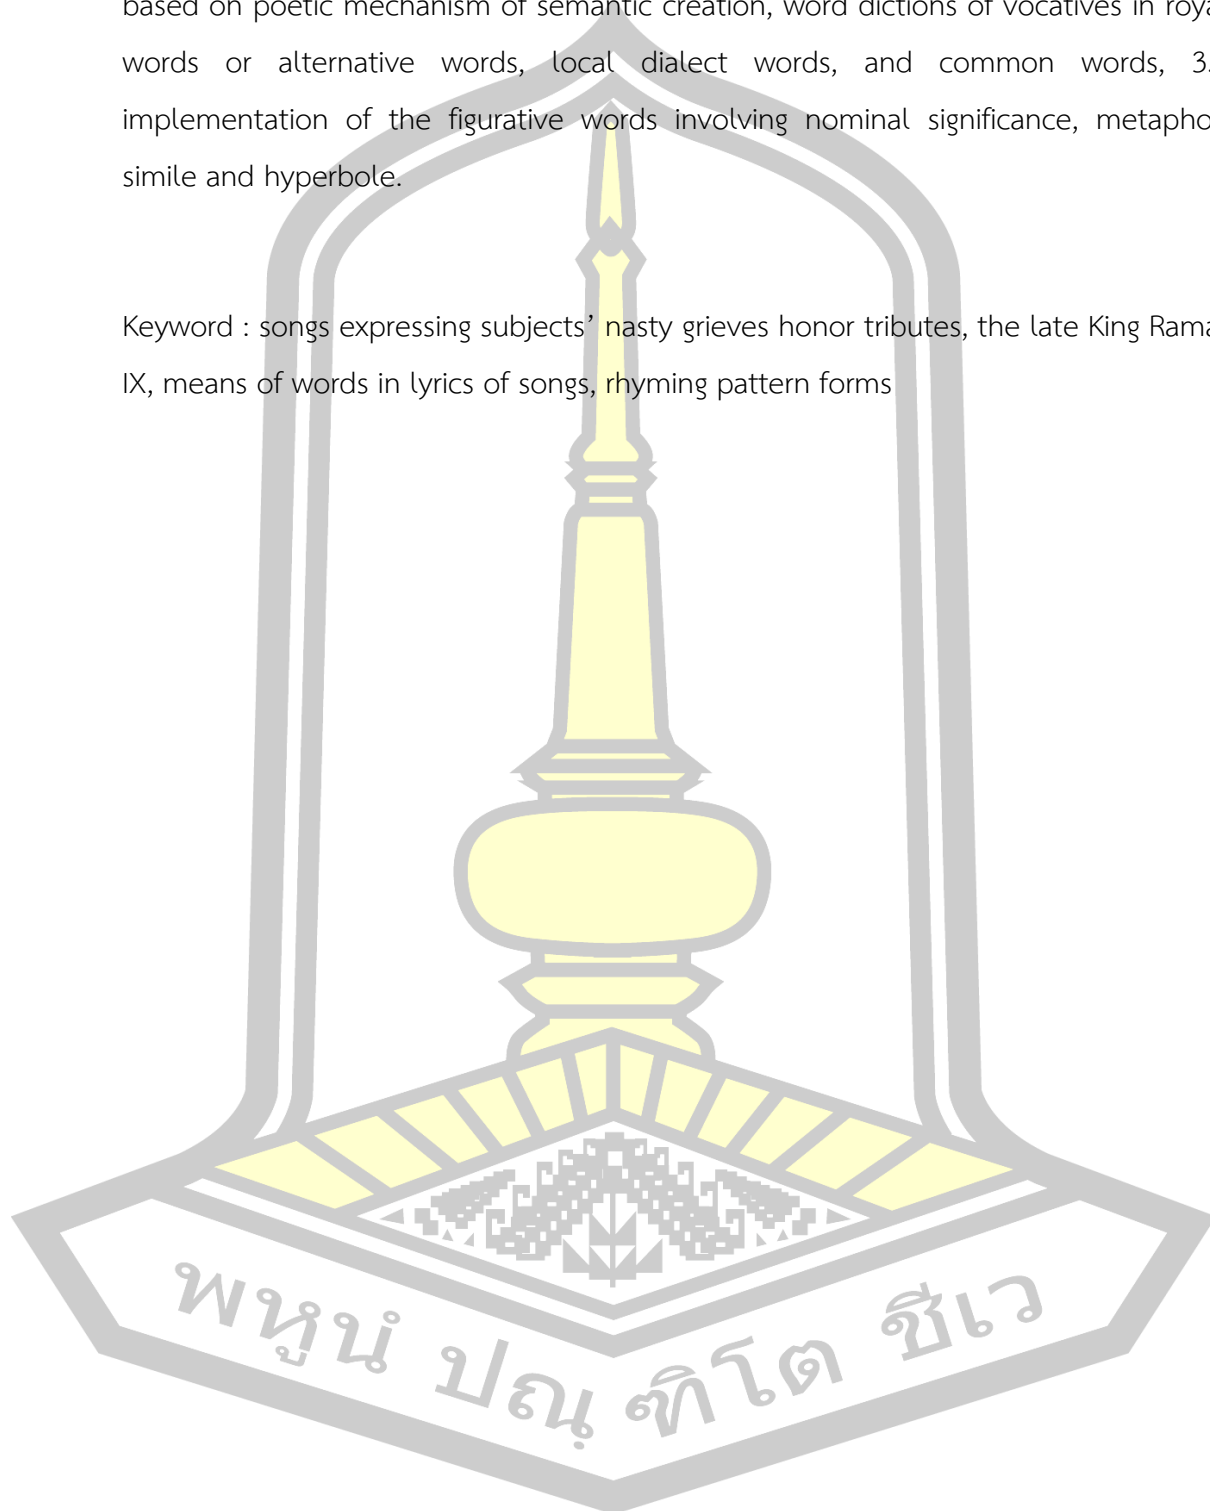 based on poetic mechanism of semantic creation, word dictions of vocatives in roya
words or alternative words, local dialect words, and common words, 3.
implementation of the figurative words involving nominal significance, metapho
simile and hyperbole.
Keyword : songs expressing subjects’ nasty grieves honor tributes, the late King Rama
IX, means of words in lyrics of songs, rhyming pattern forms
พหูนํ ปณฺ ฑิโต ชีเว